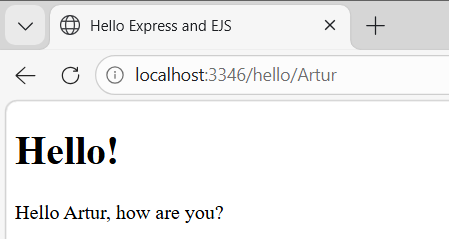 Hello Express and EJS
localhost:3346/hello/Artur
Hello!
Hello Artur, how are you?